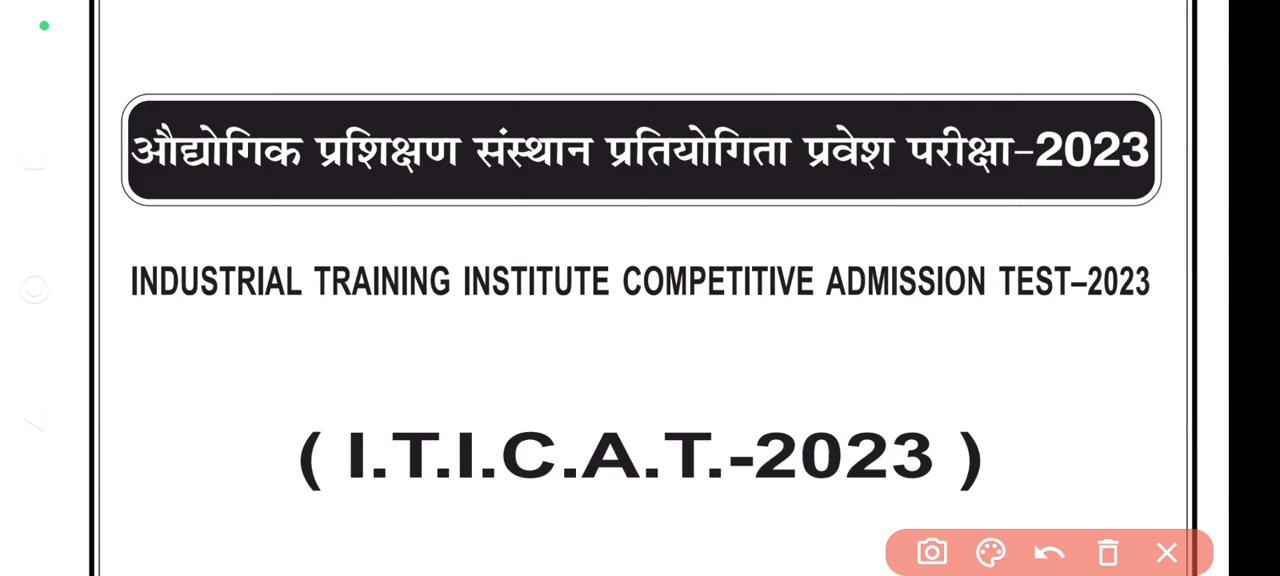 औद्योगिक प्रशिक्षण संस्थान प्रतियोगिता प्रवेश परीक्षा-2023
INDUSTRIAL TRAINING INSTITUTE COMPETITIVE ADMISSION TEST–2023
( I.T.I.C.A.T.-2023 )